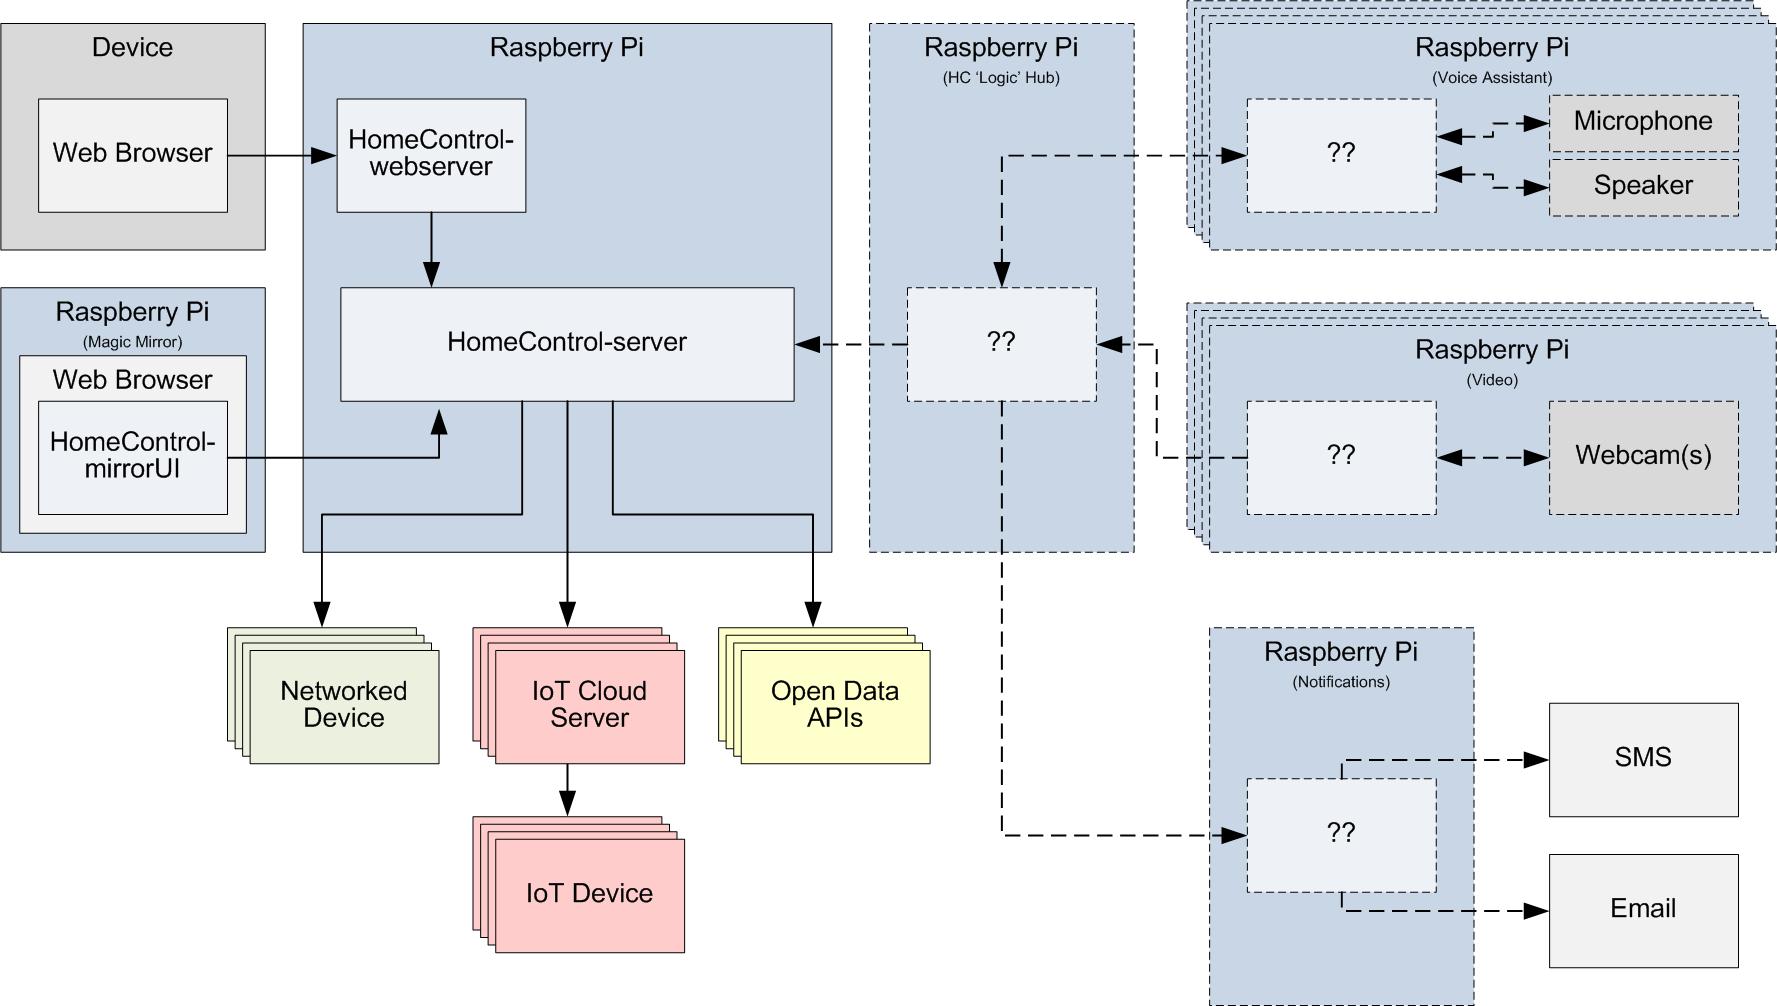 Device
Web Browser
Raspberry Pi
HomeControl-
webserver
HomeControl-server
Raspberry Pi
(Magic Mirror)
Web Browser
HomeControl-
mirrorUI
Networked
Device
IoT Cloud
Server
Open Data
APIs
IoT Device
Raspberry Pi
(HC ‘Logic’ Hub)
??
Raspberry Pi
(Voice Assistant)
??
Microphone
Speaker
Raspberry Pi
(Video)
??
Webcam(s)
Raspberry Pi
(Notifications)
??
SMS
Email